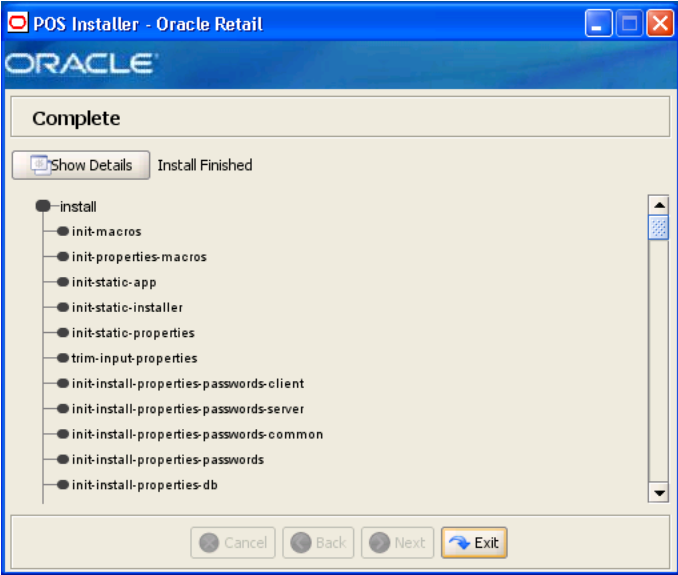 POS Installer - Oracle Retail
ORACLE
Complete
Show Details Install Finished
install
init-macros
init-properties-macros
init-static-app
init-static-installer
init-static-properties
trim-input-properties
init-install-properties-passwords-client
init-install-properties-passwords-server
init-install-properties-passwords-common
init-install-properties-passwords
init-install-properties-db
Cancel Back Next Exit